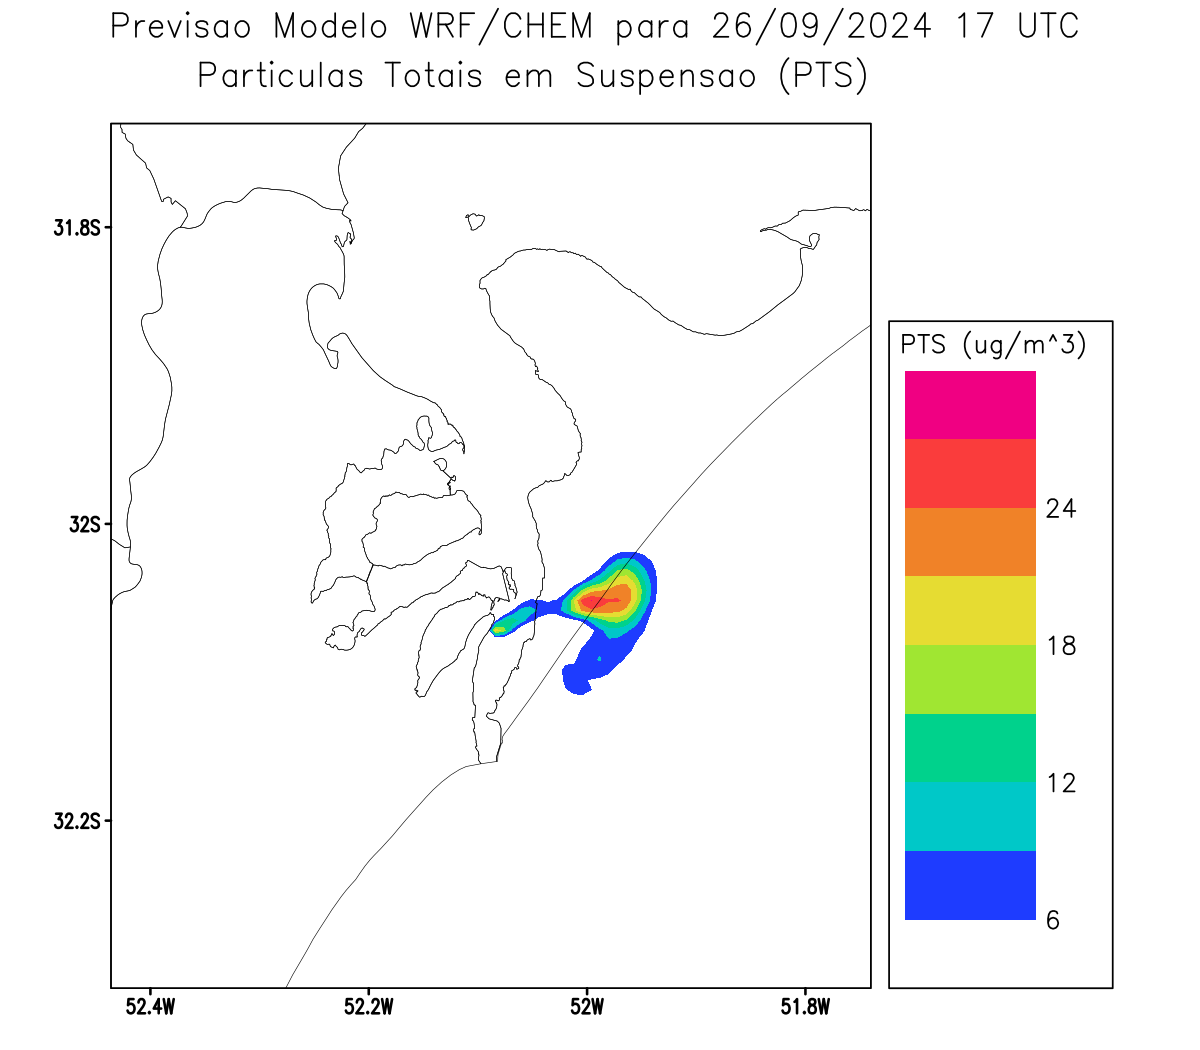 Previsao Modelo WRF/CHEM para 26/09/2024 17 UTC
Particulas Totais em Suspensao (PTS)
31.8S
32S
32.2S
52.4W
52.2W
52W
51.8W
PTS (ug/m^3)
24
18
12
6